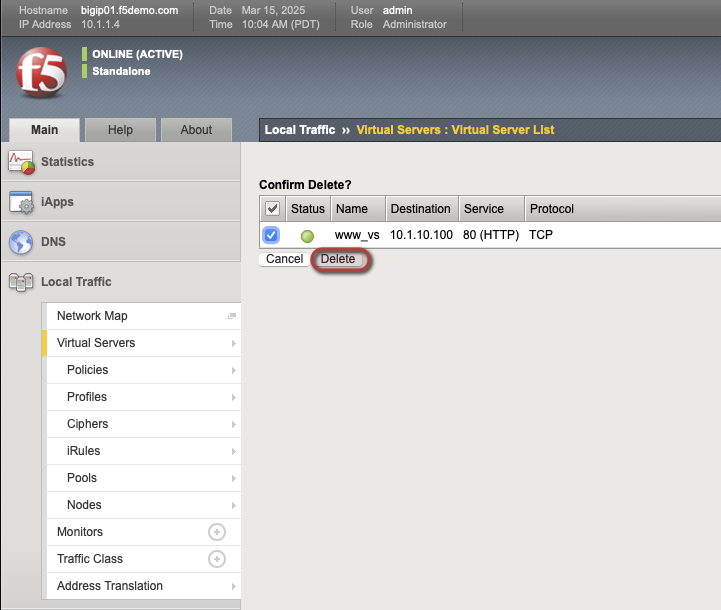 Hostname bigip01.f5demo.com Date Mar 15, 2025 User admin
IP Address 10.1.1.4 Time 10:04 AM (PDT) Role Administrator
f5
ONLINE (ACTIVE)
Standalone
Main Help About
Local Traffic ›› Virtual Servers : Virtual Server List
Statistics
iApps
DNS
Local Traffic
Network Map
Virtual Servers
Policies
Profiles
Ciphers
iRules
Pools
Nodes
Monitors
Traffic Class
Address Translation
Confirm Delete?
Status Name Destination Service Protocol
www_vs 10.1.10.100 80 (HTTP) TCP
Cancel Delete